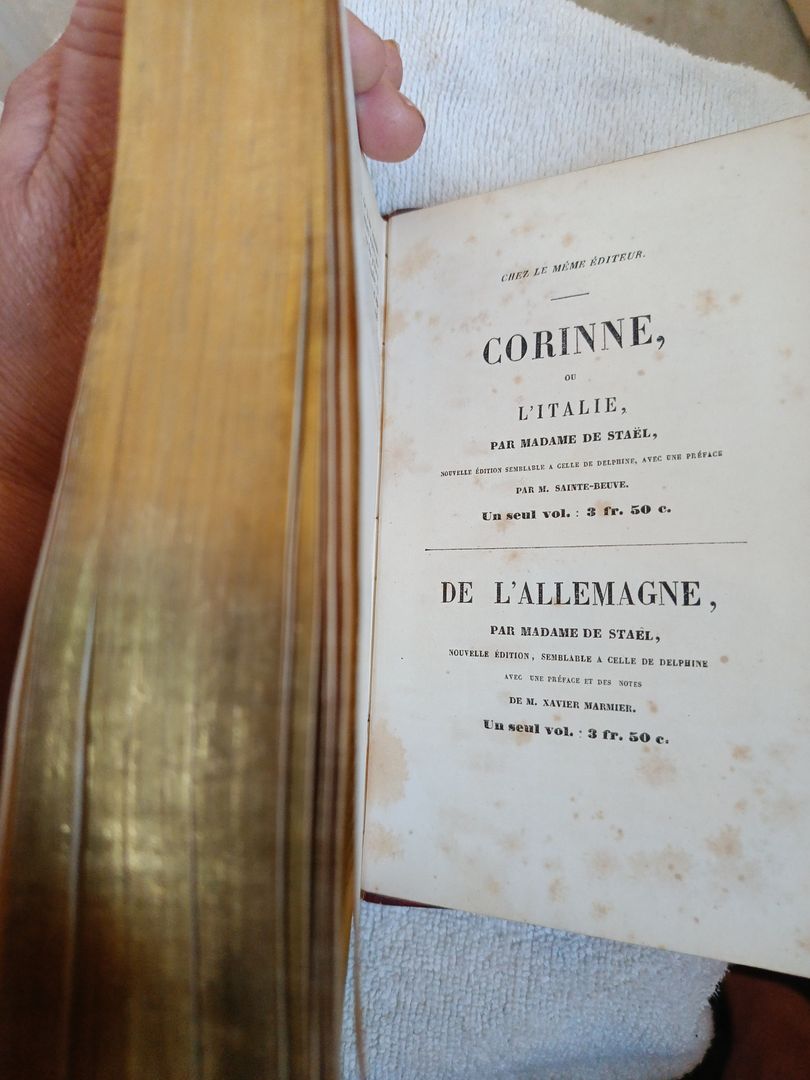 CHEZ LE MÊME ÉDITEUR.
CORINNE,
OU
L'ITALIE,
PAR MADAME DE STAËL,
NOUVELLE ÉDITION SEMBLABLE A CELLE DE DELPHINE, AVEC UNE PRÉFACE
PAR M. SAINTE-BEUVE.
Un seul vol. : 3 fr. 50 c.
DE L'ALLEMAGNE,
PAR MADAME DE STAËL,
NOUVELLE ÉDITION, SEMBLABLE A CELLE DE DELPHINE
AVEC UNE PRÉFACE ET DES NOTES
DE M. XAVIER MARMIER.
Un seul vol. : 3 fr. 50 c.